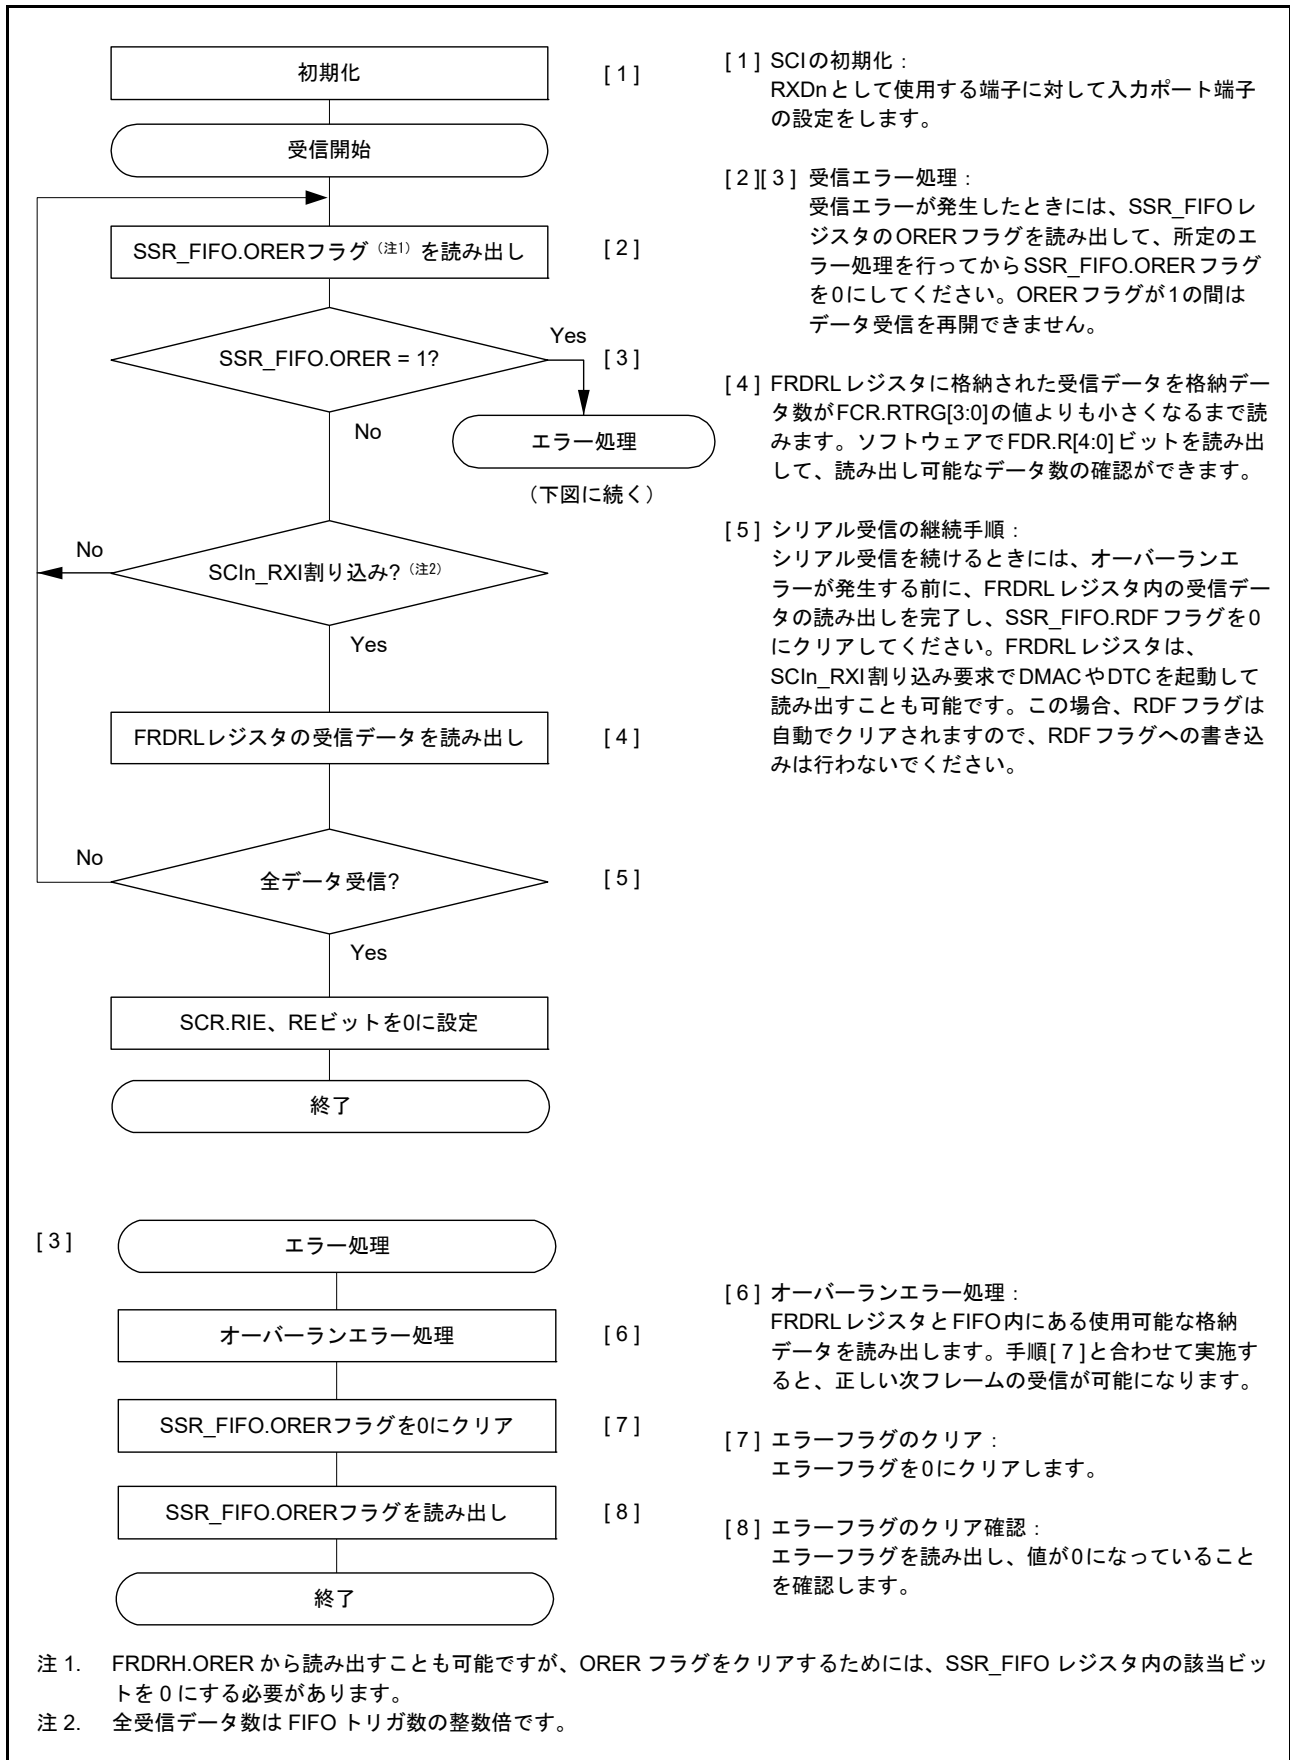 初期化
[ 1 ]
受信開始
SSR_FIFO.ORERフラグ（注1）を読み出し
[ 2 ]
SSR_FIFO.ORER = 1?
Yes
[ 3 ]
No
エラー処理
（下図に続く）
SCIn_RXI割り込み?（注2）
No
Yes
FRDRLレジスタの受信データを読み出し
[ 4 ]
全データ受信?
No
[ 5 ]
Yes
SCR.RIE、REビットを0に設定
終了
[ 1 ] SCIの初期化：
RXDnとして使用する端子に対して入力ポート端子
の設定をします。
[ 2 ][ 3 ] 受信エラー処理：
受信エラーが発生したときには、SSR_FIFOレ
ジスタのORERフラグを読み出して、所定のエ
ラー処理を行ってからSSR_FIFO.ORERフラグ
を0にしてください。ORERフラグが1の間は
データ受信を再開できません。
[ 4 ] FRDRLレジスタに格納された受信データを格納デー
タ数がFCR.RTRG[3:0]の値よりも小さくなるまで読
みます。ソフトウェアでFDR.R[4:0]ビットを読み出
して、読み出し可能なデータ数の確認ができます。
[ 5 ] シリアル受信の継続手順：
シリアル受信を続けるときには、オーバーランエ
ラーが発生する前に、FRDRLレジスタ内の受信デー
タの読み出しを完了し、SSR_FIFO.RDFフラグを0
にクリアしてください。FRDRLレジスタは、
SCIn_RXI割り込み要求でDMACやDTCを起動して
読み出すことも可能です。この場合、RDFフラグは
自動でクリアされますので、RDFフラグへの書き込
みは行わないでください。
[ 3 ]
エラー処理
オーバーランエラー処理
[ 6 ]
SSR_FIFO.ORERフラグを0にクリア
[ 7 ]
SSR_FIFO.ORERフラグを読み出し
[ 8 ]
終了
[ 6 ] オーバーランエラー処理：
FRDRLレジスタとFIFO内にある使用可能な格納
データを読み出します。手順[ 7 ]と合わせて実施す
ると、正しい次フレームの受信が可能になります。
[ 7 ] エラーフラグのクリア：
エラーフラグを0にクリアします。
[ 8 ] エラーフラグのクリア確認：
エラーフラグを読み出し、値が0になっていること
を確認します。
注 1. FRDRH.ORER から読み出すことも可能ですが、ORER フラグをクリアするためには、SSR_FIFO レジスタ内の該当ビッ
トを 0 にする必要があります。
注 2. 全受信データ数は FIFO トリガ数の整数倍です。